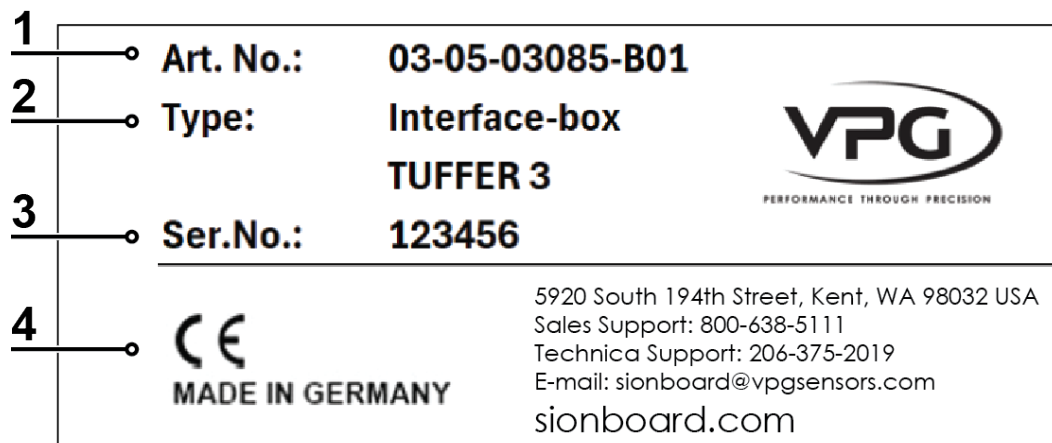 1
Art. No.: 03-05-03085-B01
2
Type: Interface-box
TUFFER 3
VPG
PERFORMANCE THROUGH PRECISION
3
Ser.No.: 123456
4
CE
MADE IN GERMANY
5920 South 194th Street, Kent, WA 98032 USA
Sales Support: 800-638-5111
Technica Support: 206-375-2019
E-mail: sionboard@vpgsensors.com
sionboard.com